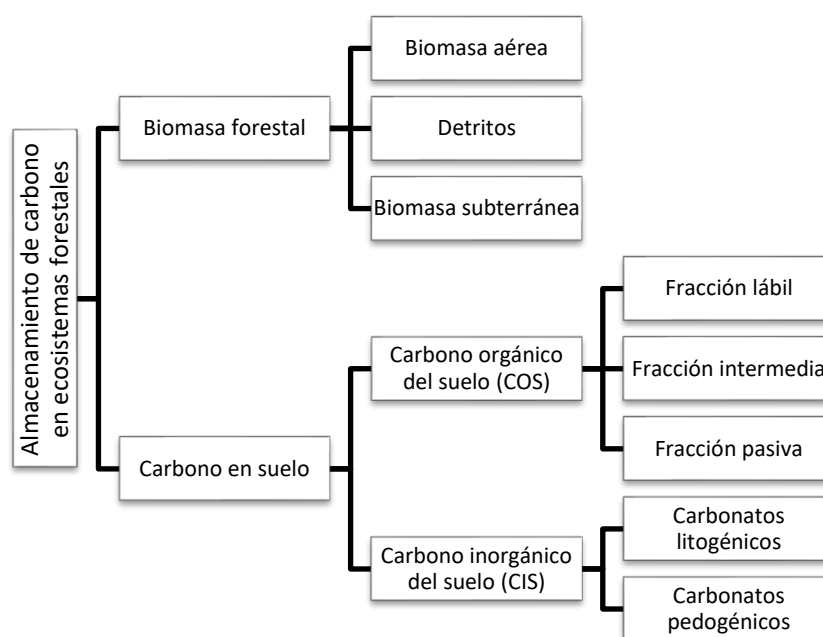 Almacenamiento de carbono
en ecosistemas forestales
Biomasa forestal
Biomasa aérea
Detritos
Biomasa subterránea
Carbono en suelo
Carbono orgánico
del suelo (COS)
Fracción lábil
Fracción intermedia
Fracción pasiva
Carbono inorgánico
del suelo (CIS)
Carbonatos
litogénicos
Carbonatos
pedogénicos